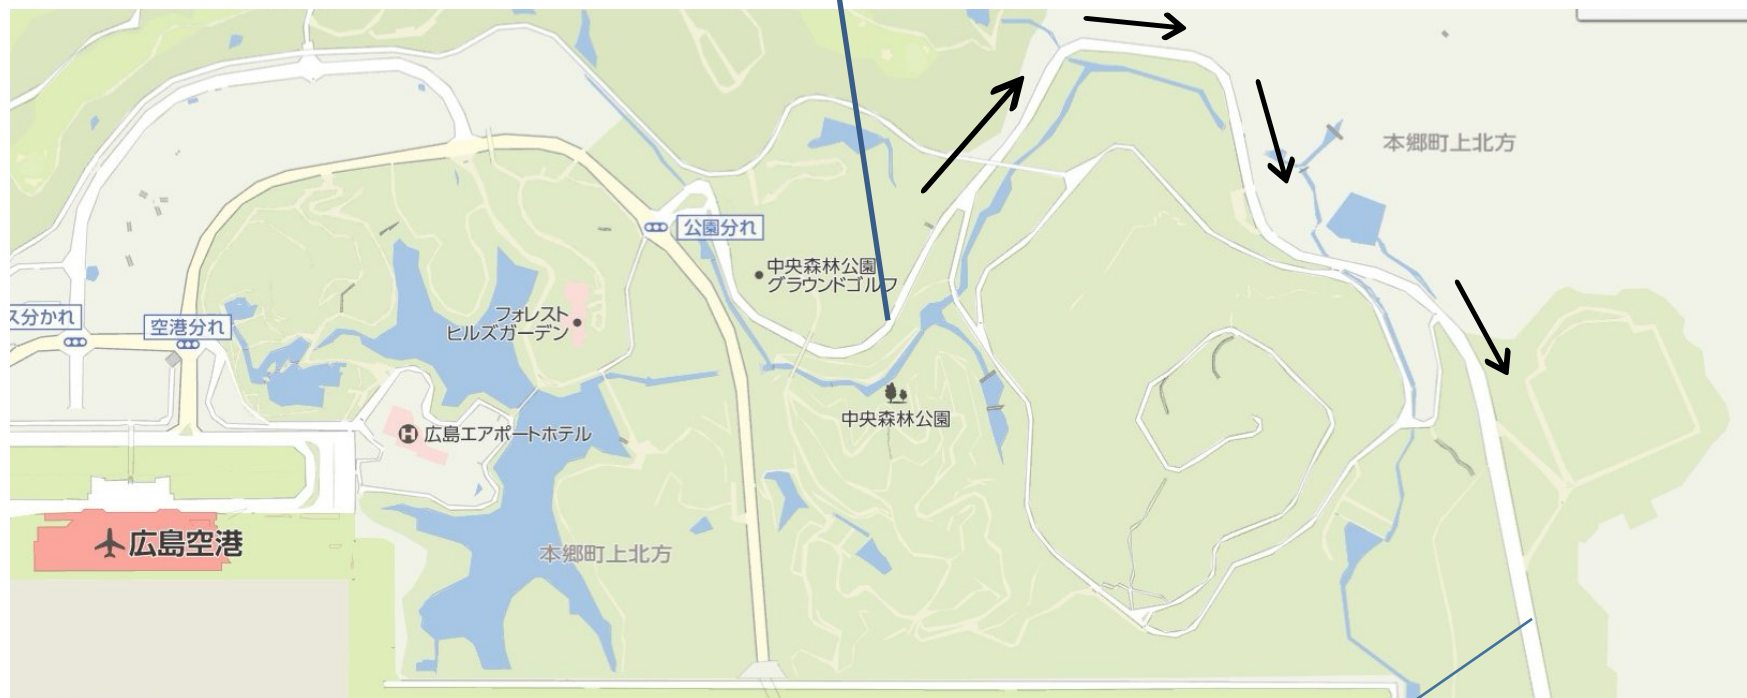 本郷町上北方
公園分れ
中央森林公園
グラウンドゴルフ
ス分かれ
空港分れ
フォレスト
ヒルズガーデン
中央森林公園
H 広島エアポートホテル
広島空港
本郷町上北方